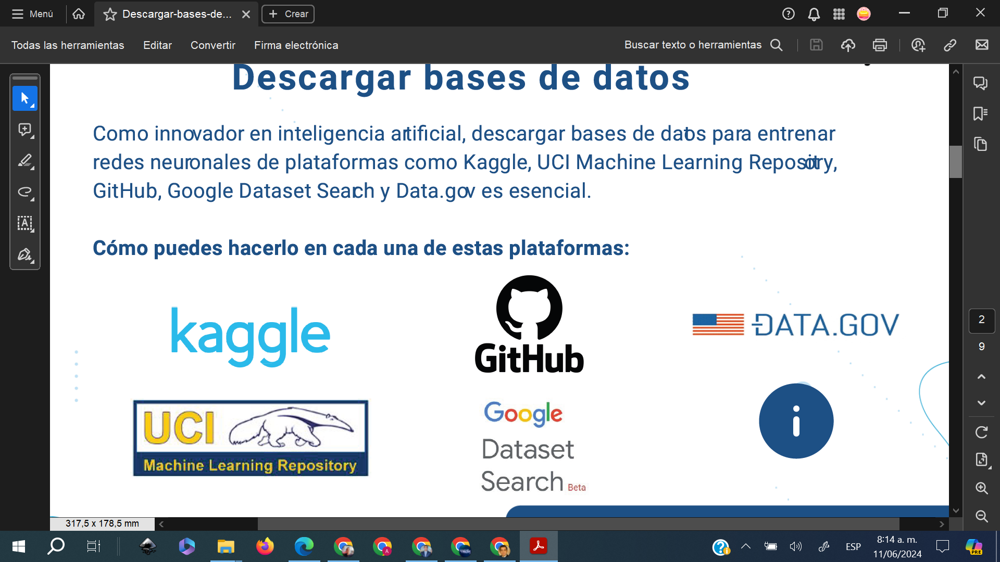 Menú
Descargar-bases-de...
Crear
Todas las herramientas
Editar
Convertir
Firma electrónica
Buscar texto o herramientas
Descargar bases de datos
Como innovador en inteligencia artificial, descargar bases de datos para entrenar
redes neuronales de plataformas como Kaggle, UCI Machine Learning Repository,
GitHub, Google Dataset Search y Data.gov es esencial.
Cómo puedes hacerlo en cada una de estas plataformas:
kaggle
GitHub
DATA.GOV
UCI
Machine Learning Repository
Google
Dataset
Search Beta
i
2
9
317,5 x 178,5 mm
A
ESP
8:14 a. m.
11/06/2024
PRE